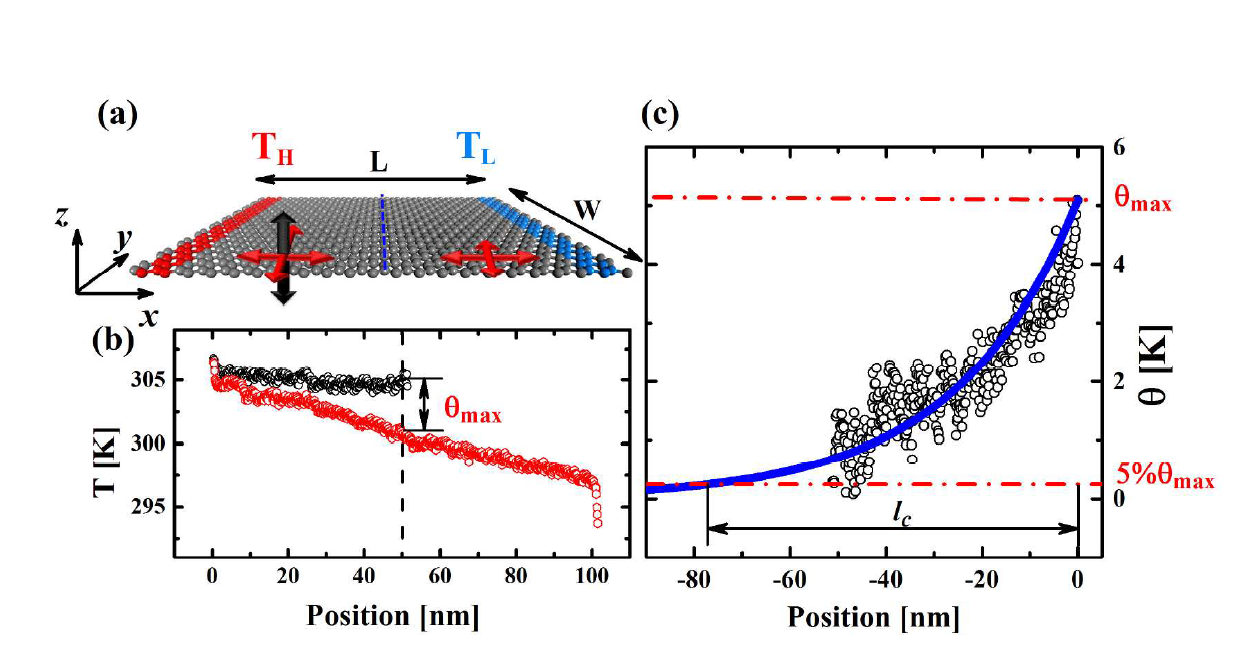 (a)
T_H
L
T_L
W
z
y
x
(b)
305
300
295
T [K]
θ_max
0 20 40 60 80 100
Position [nm]
(c)
6
4
2
0
θ [K]
θ_max
5%θ_max
l_c
-80 -60 -40 -20 0
Position [nm]